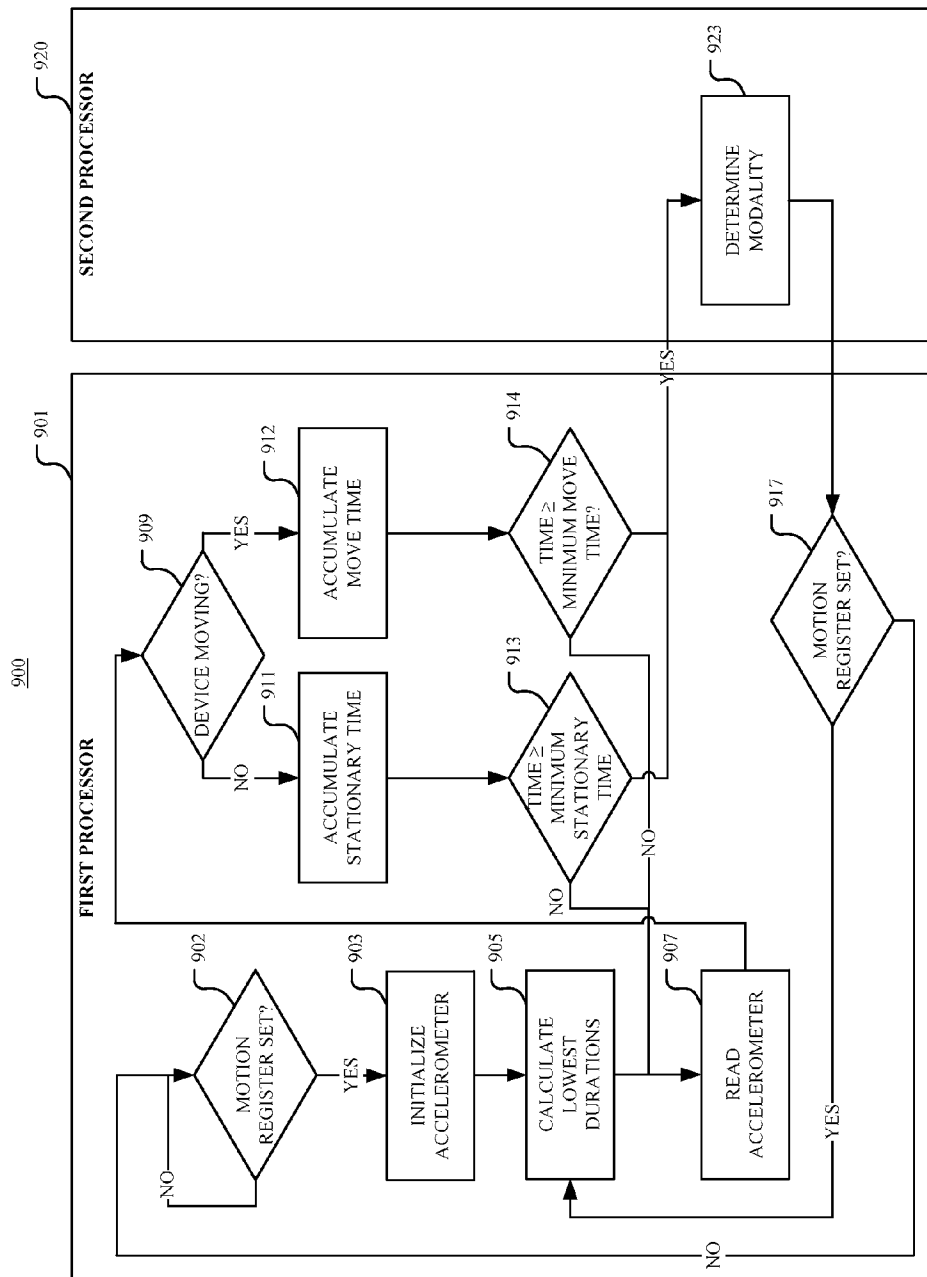 900
FIRST PROCESSOR
901
902
MOTION
REGISTER SET?
NO
YES
903
INITIALIZE
ACCELEROMETER
905
CALCULATE
LOWEST
DURATIONS
907
READ
ACCELEROMETER
909
DEVICE MOVING?
NO
YES
911
ACCUMULATE
STATIONARY TIME
912
ACCUMULATE
MOVE TIME
913
TIME ≥
MINIMUM
STATIONARY
TIME
NO
914
TIME ≥
MINIMUM MOVE
TIME?
NO
YES
917
MOTION
REGISTER SET?
YES
NO
920
SECOND PROCESSOR
923
DETERMINE
MODALITY